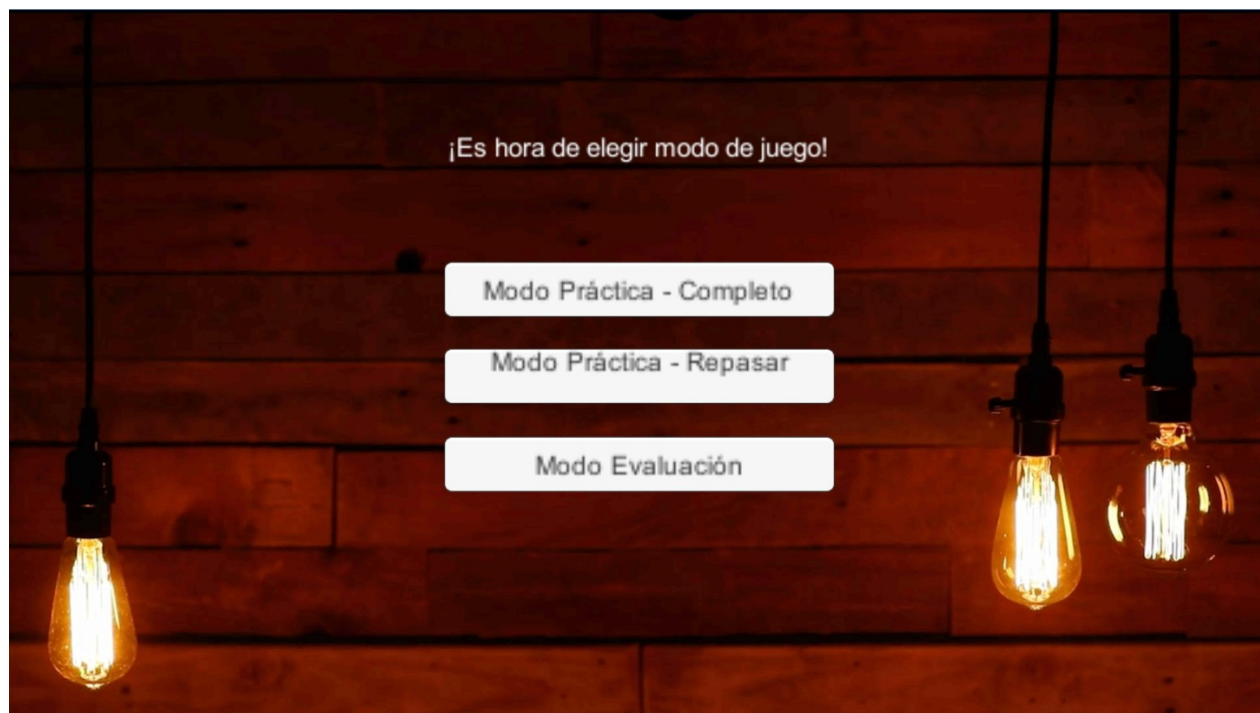 ¡Es hora de elegir modo de juego!
Modo Práctica - Completo
Modo Práctica - Repasar
Modo Evaluación